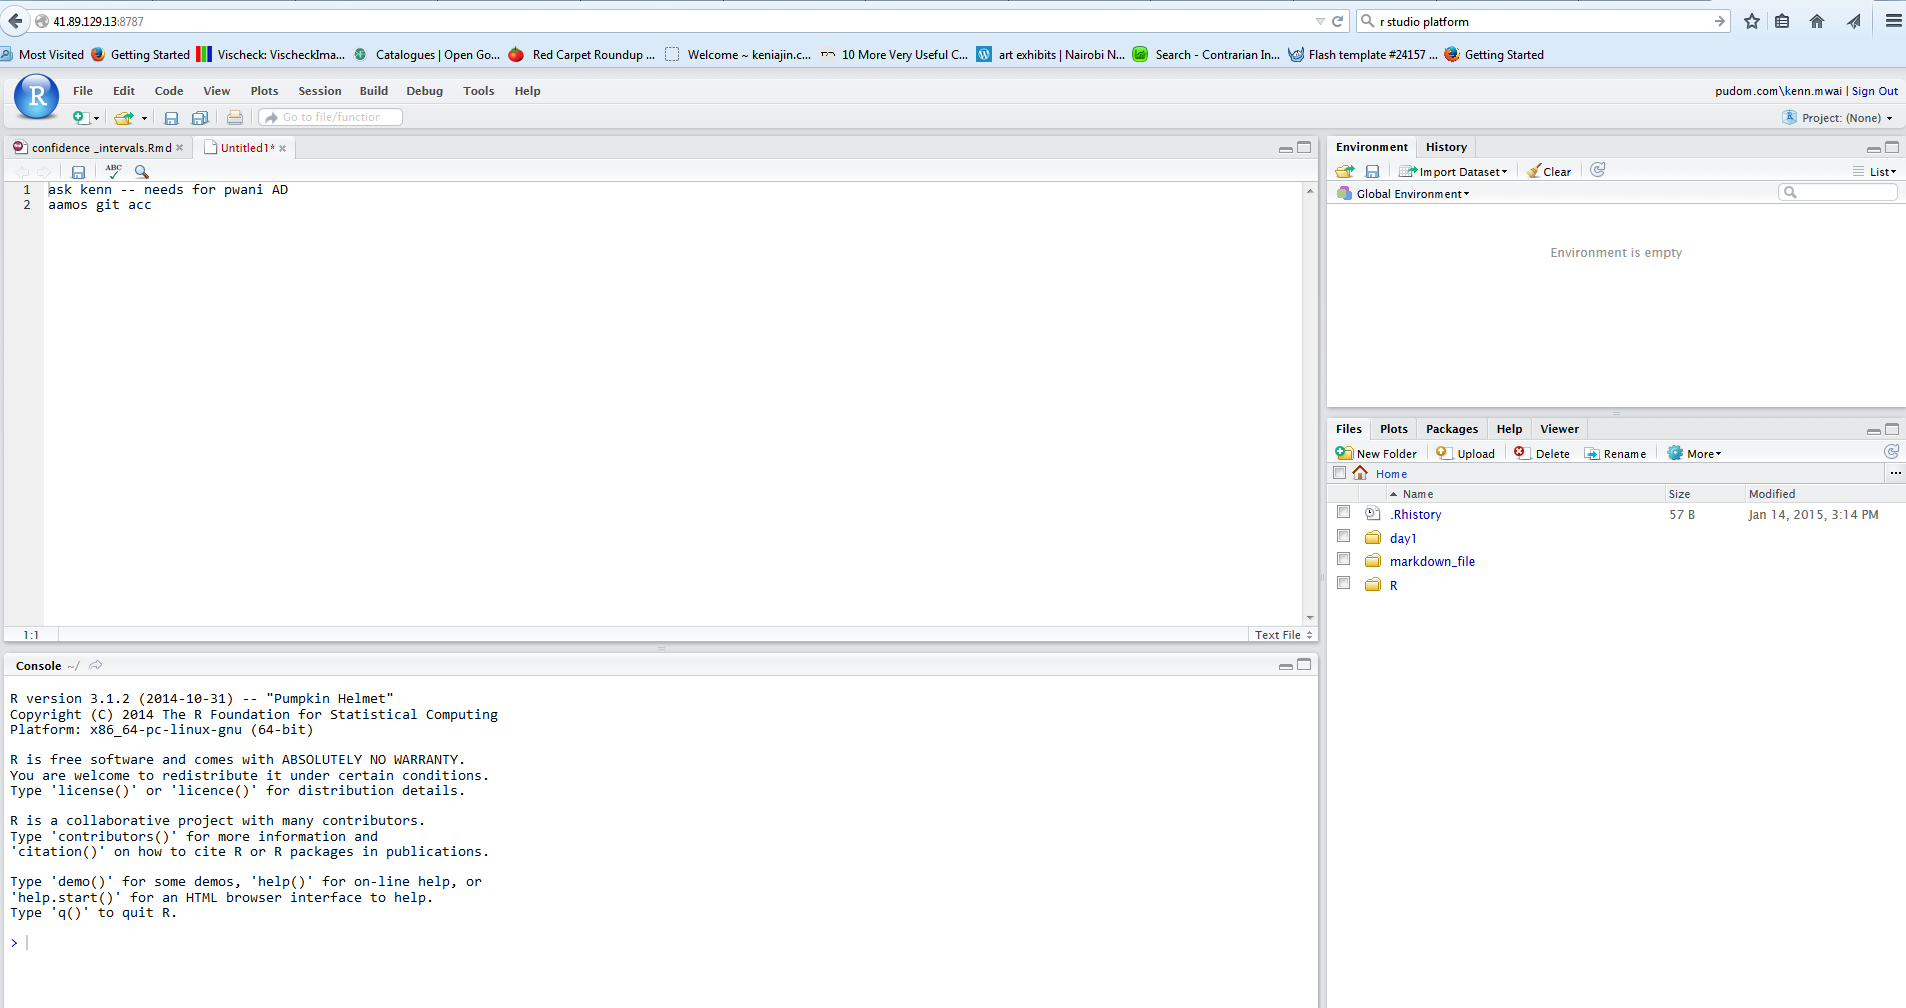 41.89.129.13:8787
r studio platform
Most Visited Getting Started Vischeck: VischeckIma... Catalogues | Open Go... Red Carpet Roundup ... Welcome ~ keniajin.c... 10 More Very Useful C... art exhibits | Nairobi N... Search - Contrarian In... Flash template #24157 ... Getting Started
R File Edit Code View Plots Session Build Debug Tools Help
pudom.com\kenn.mwai | Sign Out
Go to file/function
Project: (None)
confidence _intervals.Rmd Untitled1*
ABC
1 ask kenn -- needs for pwani AD
2 aamos git acc
1:1 Text File
Console ~/
R version 3.1.2 (2014-10-31) -- "Pumpkin Helmet"
Copyright (C) 2014 The R Foundation for Statistical Computing
Platform: x86_64-pc-linux-gnu (64-bit)
R is free software and comes with ABSOLUTELY NO WARRANTY.
You are welcome to redistribute it under certain conditions.
Type 'license()' or 'licence()' for distribution details.
R is a collaborative project with many contributors.
Type 'contributors()' for more information and
'citation()' on how to cite R or R packages in publications.
Type 'demo()' for some demos, 'help()' for on-line help, or
'help.start()' for an HTML browser interface to help.
Type 'q()' to quit R.
>
Environment History
Import Dataset Clear List
Global Environment
Environment is empty
Files Plots Packages Help Viewer
New Folder Upload Delete Rename More
Home ...
Name Size Modified
.Rhistory 57 B Jan 14, 2015, 3:14 PM
day1
markdown_file
R